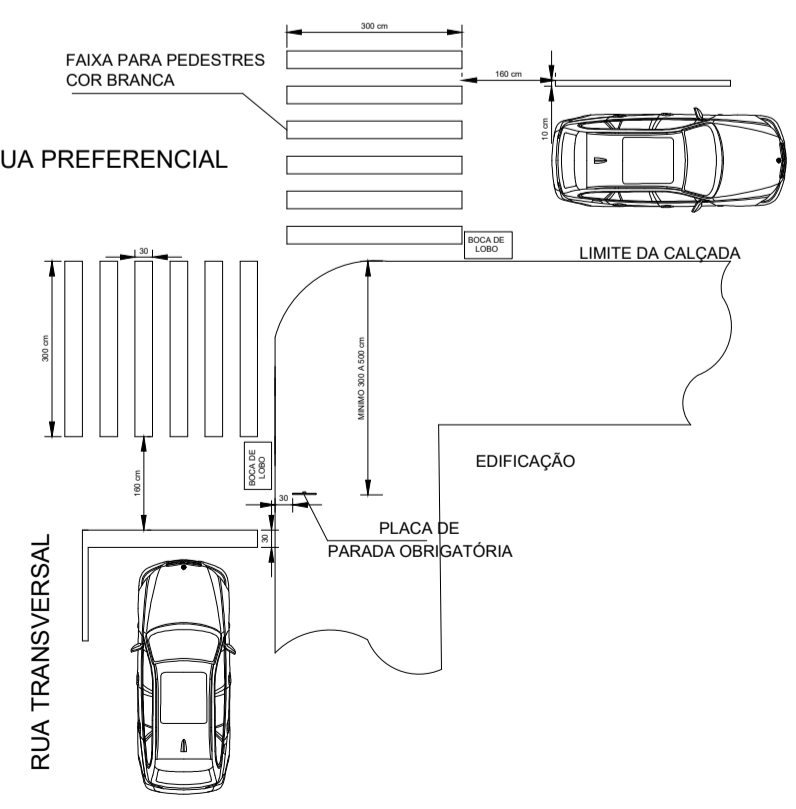 300 cm
FAIXA PARA PEDESTRES
COR BRANCA
160 cm
10 cm
UA PREFERENCIAL
BOCA DE
LOBO
LIMITE DA CALÇADA
30
300 cm
MINIMO 300 A 500 cm
EDIFICAÇÃO
BOCA DE
LOBO
160 cm
30
30
PLACA DE
PARADA OBRIGATÓRIA
RUA TRANSVERSAL